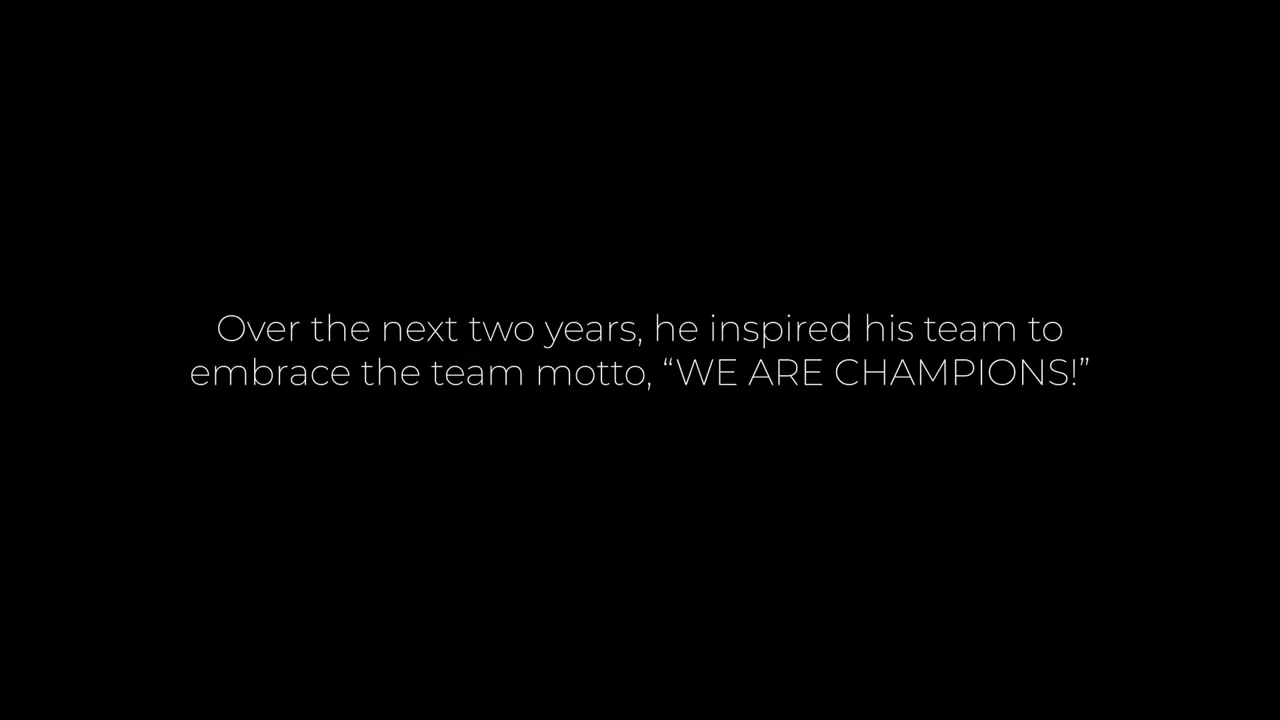 Over the next two years, he inspired his team to
embrace the team motto, “WE ARE CHAMPIONS!”